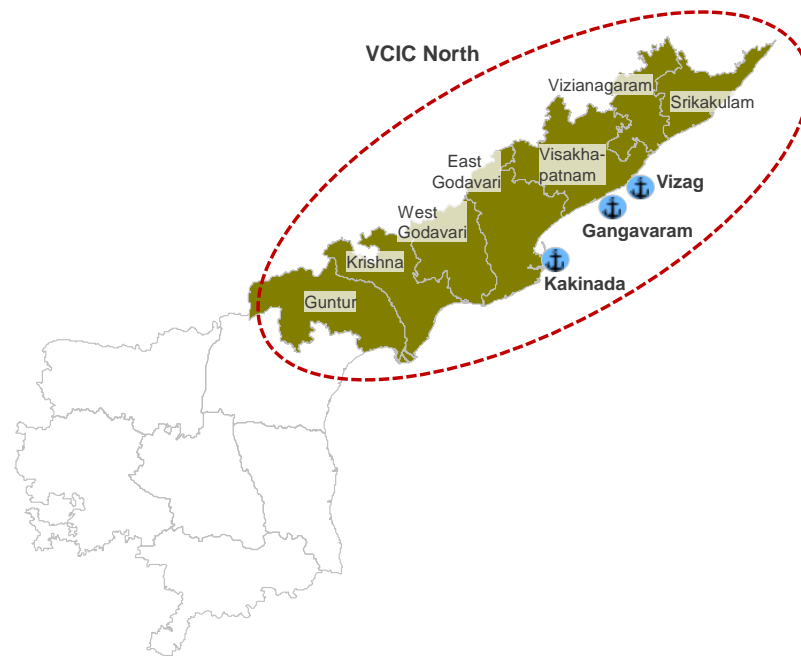 VCIC North
Vizianagaram
Srikakulam
East
Godavari
Visakha-
patnam
Vizag
West
Godavari
Gangavaram
Krishna
Kakinada
Guntur